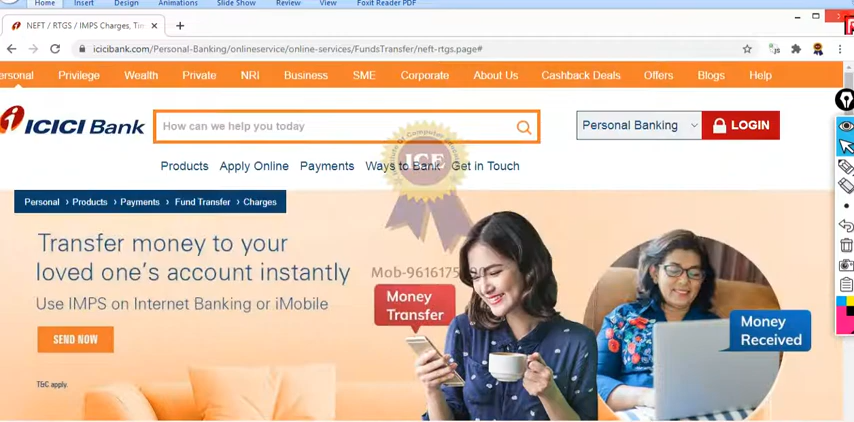 Home Insert Design Animations Slide Show Review View Foxit Reader PDF
NEFT / RTGS / IMPS Charges, Tim
icicibank.com/Personal-Banking/onlineservice/online-services/FundsTransfer/neft-rtgs.page#
ersonal Privilege Wealth Private NRI Business SME Corporate About Us Cashback Deals Offers Blogs Help
ICICI Bank
How can we help you today
Personal Banking
LOGIN
ICE
Products Apply Online Payments Ways to Bank Get in Touch
Personal > Products > Payments > Fund Transfer > Charges
Transfer money to your
loved one's account instantly
Mob-9616175
Use IMPS on Internet Banking or iMobile
Money
Transfer
Money
Received
SEND NOW
T&C apply.